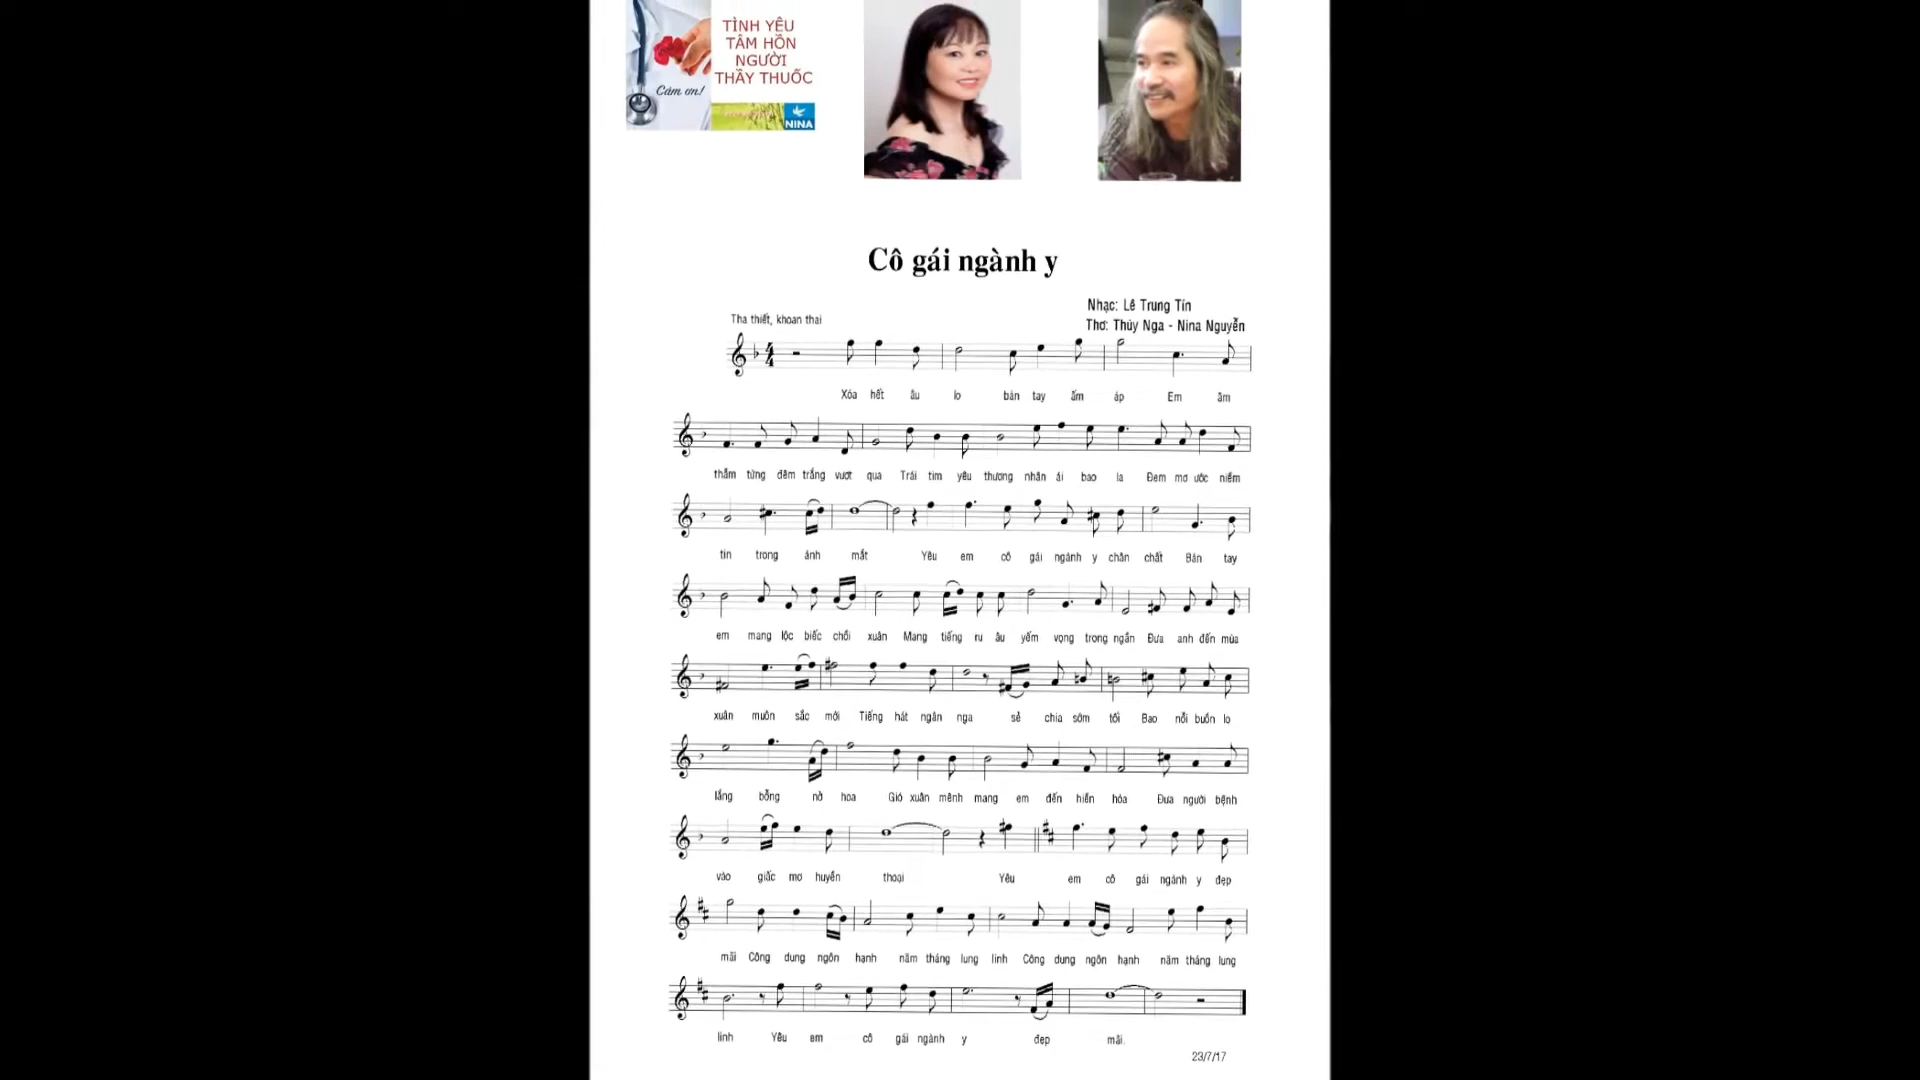 TÌNH YÊU
TÂM HỒN
NGƯỜI
THẦY THUỐC
Cám ơn!
NINA
Cô gái ngành y
Nhạc: Lê Trung Tín
Tha thiết, khoan thai
Thơ: Thúy Nga - Nina Nguyễn
Xóa hết âu lo bàn tay ấm áp Em âm
thầm từng đêm trắng vượt qua Trái tim yêu thương nhân ái bao la Đem mơ ước niềm
tin trong ánh mắt Yêu em cô gái ngành y chân chất Bàn tay
em mang lộc biếc chồi xuân Mang tiếng ru âu yếm vọng trong ngần Đưa anh đến mùa
xuân muôn sắc mới Tiếng hát ngân nga sẻ chia sớm tối Bao nỗi buồn lo
lắng bỗng nở hoa Gió xuân mênh mang em đến hiền hòa Đưa người bệnh
vào giấc mơ huyền thoại Yêu em cô gái ngành y đẹp
mãi Công dung ngôn hạnh năm tháng lung linh Công dung ngôn hạnh năm tháng lung
linh Yêu em cô gái ngành y đẹp mãi.
23/7/17